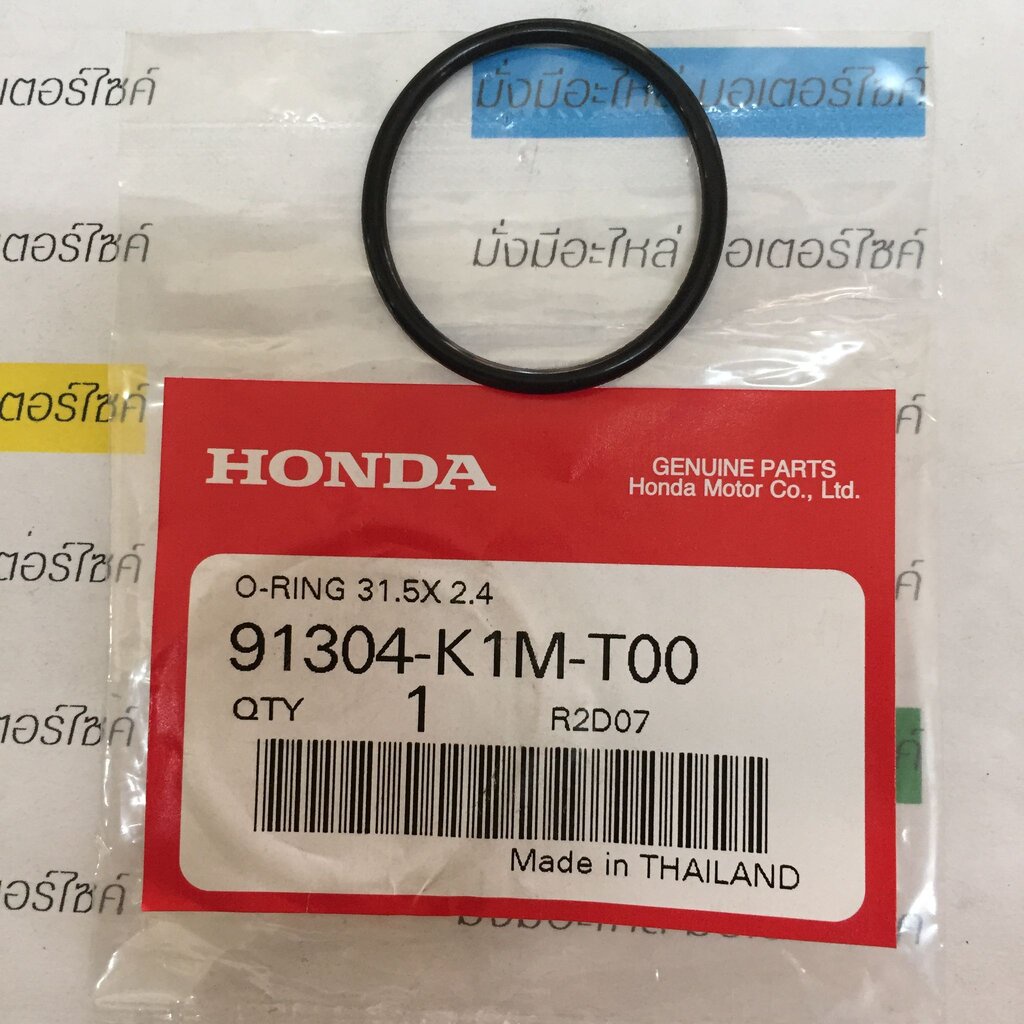 มอเตอร์ไซค์
มั่งมีอะไหล่ มอเตอร์ไซค์
มั่งมีอะไหล่
HONDA
GENUINE PARTS
Honda Motor Co., Ltd.
O-RING 31.5X 2.4
91304-K1M-T00
QTY 1 R2D07
Made in THAILAND